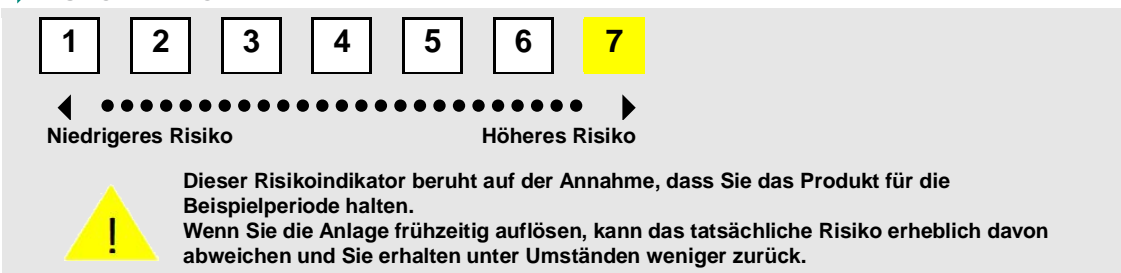 1 2 3 4 5 6 7
Niedrigeres Risiko Höheres Risiko
Dieser Risikoindikator beruht auf der Annahme, dass Sie das Produkt für die
Beispielperiode halten.
!
Wenn Sie die Anlage frühzeitig auflösen, kann das tatsächliche Risiko erheblich davon
abweichen und Sie erhalten unter Umständen weniger zurück.